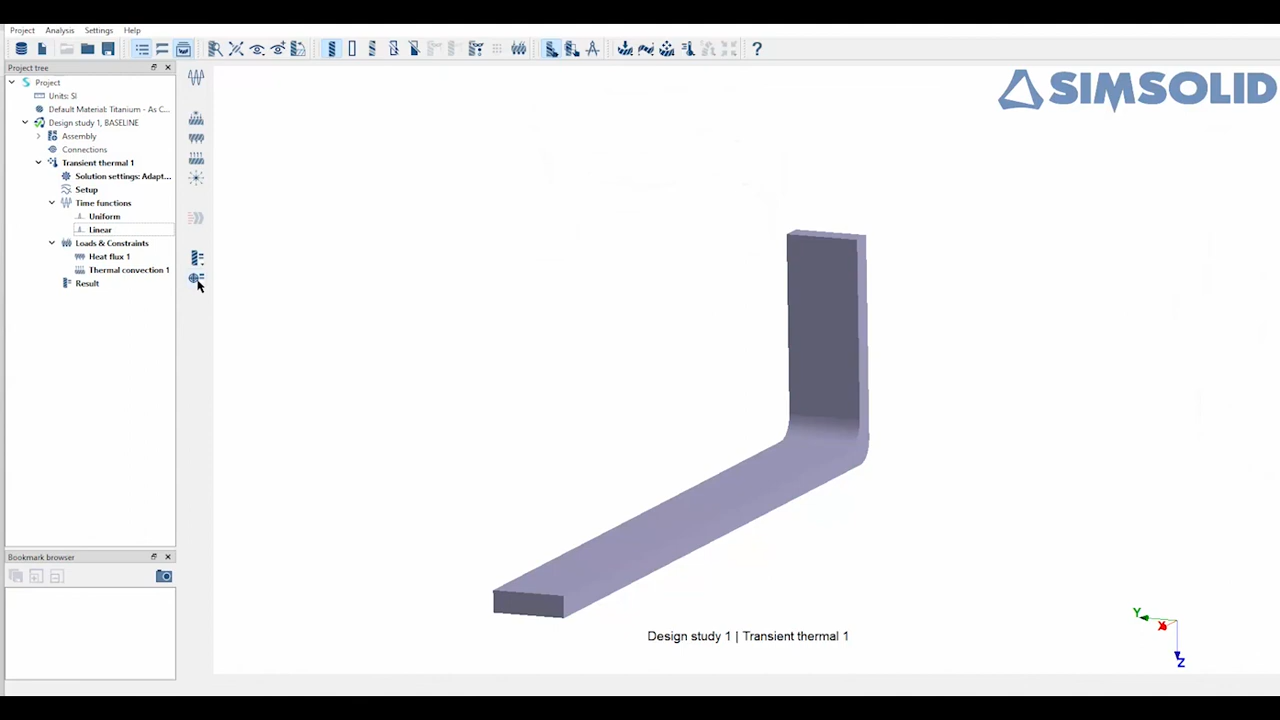 Project Analysis Settings Help
Project tree
SIMSOLID
Project
Units: SI
Default Material: Titanium - As C...
Design study 1, BASELINE
Assembly
Connections
Transient thermal 1
Solution settings: Adapt...
Setup
Time functions
Uniform
Linear
Loads & Constraints
Heat flux 1
Thermal convection 1
Result
Bookmark browser
Design study 1 | Transient thermal 1
Y
X
Z